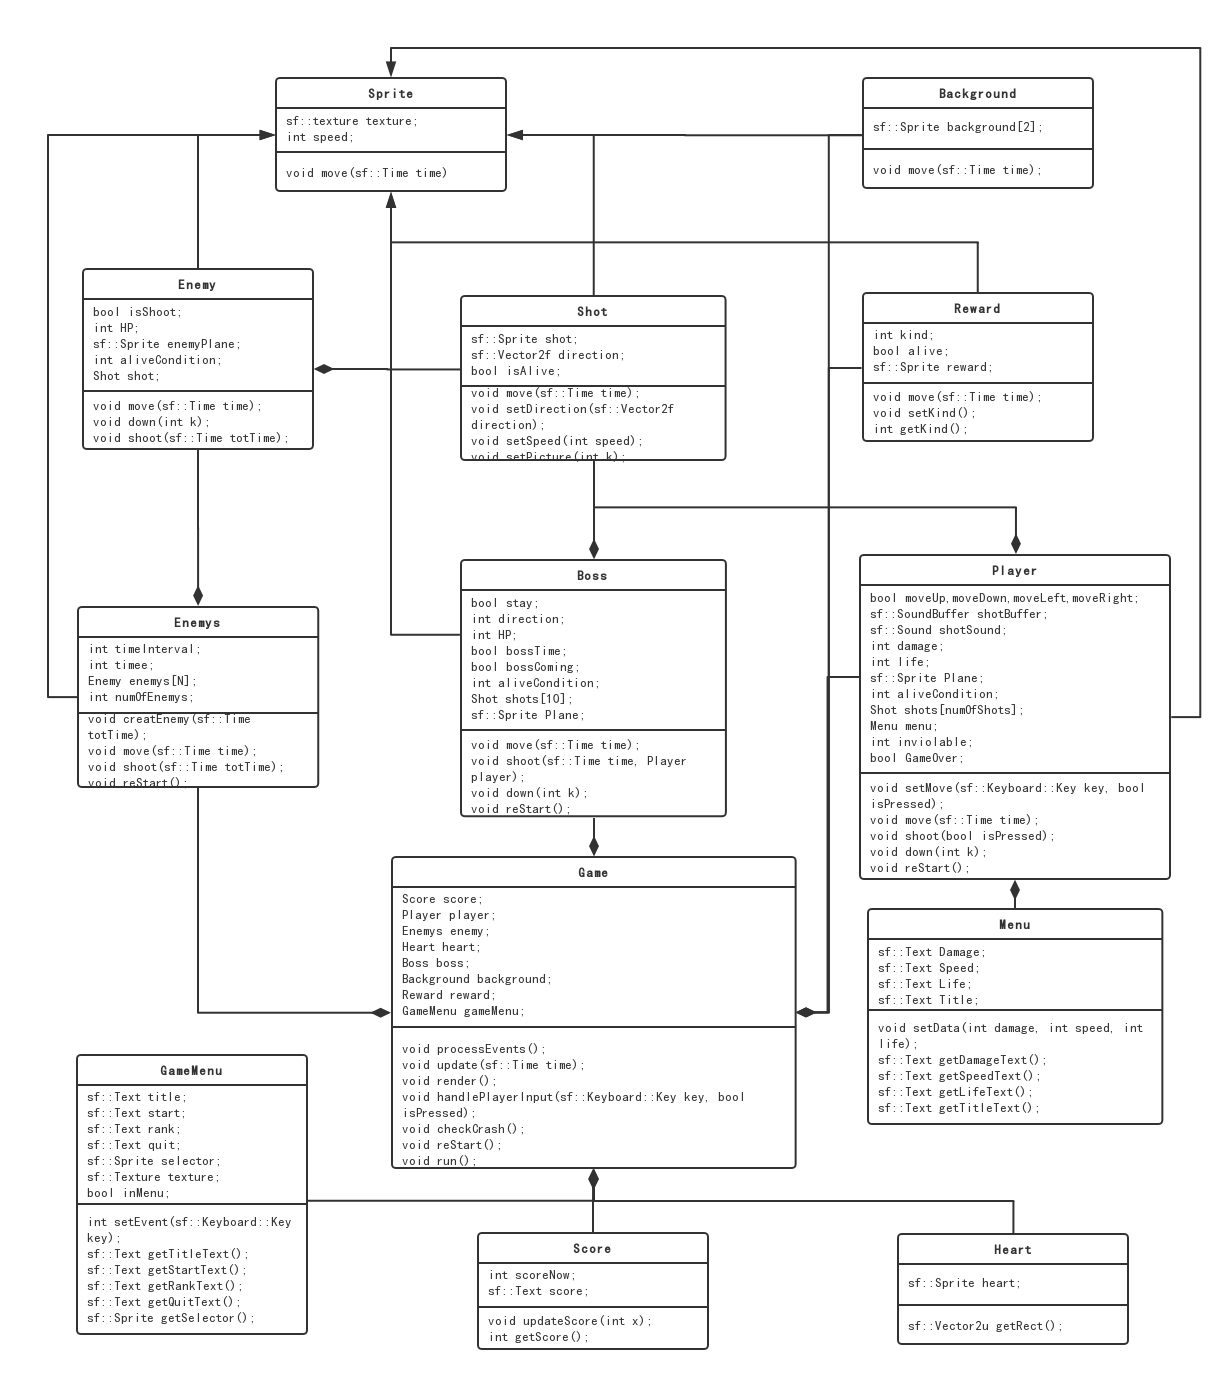 Sprite
sf::texture texture;
int speed;
void move(sf::Time time)
Background
sf::Sprite background[2];
void move(sf::Time time);
Enemy
bool isShoot;
int HP;
sf::Sprite enemyPlane;
int aliveCondition;
Shot shot;
void move(sf::Time time);
void down(int k);
void shoot(sf::Time totTime);
Shot
sf::Sprite shot;
sf::Vector2f direction;
bool isAlive;
void move(sf::Time time);
void setDirection(sf::Vector2f
direction);
void setSpeed(int speed);
void setPicture(int k);
Reward
int kind;
bool alive;
sf::Sprite reward;
void move(sf::Time time);
void setKind();
int getKind();
Enemys
int timeInterval;
int timee;
Enemy enemys[N];
int numOfEnemys;
void creatEnemy(sf::Time
totTime);
void move(sf::Time time);
void shoot(sf::Time totTime);
void reStart();
Boss
bool stay;
int direction;
int HP;
bool bossTime;
bool bossComing;
int aliveCondition;
Shot shots[10];
sf::Sprite Plane;
void move(sf::Time time);
void shoot(sf::Time time, Player
player);
void down(int k);
void reStart();
Player
bool moveUp,moveDown,moveLeft,moveRight;
sf::SoundBuffer shotBuffer;
sf::Sound shotSound;
int damage;
int life;
sf::Sprite Plane;
int aliveCondition;
Shot shots[numOfShots];
Menu menu;
int inviolable;
bool GameOver;
void setMove(sf::Keyboard::Key key, bool
isPressed);
void move(sf::Time time);
void shoot(bool isPressed);
void down(int k);
void reStart();
Game
Score score;
Player player;
Enemys enemy;
Heart heart;
Boss boss;
Background background;
Reward reward;
GameMenu gameMenu;
void processEvents();
void update(sf::Time time);
void render();
void handlePlayerInput(sf::Keyboard::Key key, bool
isPressed);
void checkCrash();
void reStart();
void run();
Menu
sf::Text Damage;
sf::Text Speed;
sf::Text Life;
sf::Text Title;
void setData(int damage, int speed, int
life);
sf::Text getDamageText();
sf::Text getSpeedText();
sf::Text getLifeText();
sf::Text getTitleText();
GameMenu
sf::Text title;
sf::Text start;
sf::Text rank;
sf::Text quit;
sf::Sprite selector;
sf::Texture texture;
bool inMenu;
int setEvent(sf::Keyboard::Key
key);
sf::Text getTitleText();
sf::Text getStartText();
sf::Text getRankText();
sf::Text getQuitText();
sf::Sprite getSelector();
Score
int scoreNow;
sf::Text score;
void updateScore(int x);
int getScore();
Heart
sf::Sprite heart;
sf::Vector2u getRect();